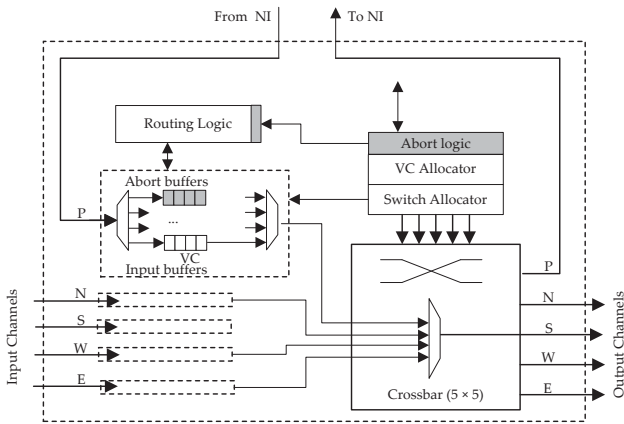 From NI
To NI
Routing Logic
Abort logic
VC Allocator
Switch Allocator
Abort buffers
P
...
VC
Input buffers
P
Input Channels
N
S
W
E
N
S
W
E
Output Channels
Crossbar (5 × 5)